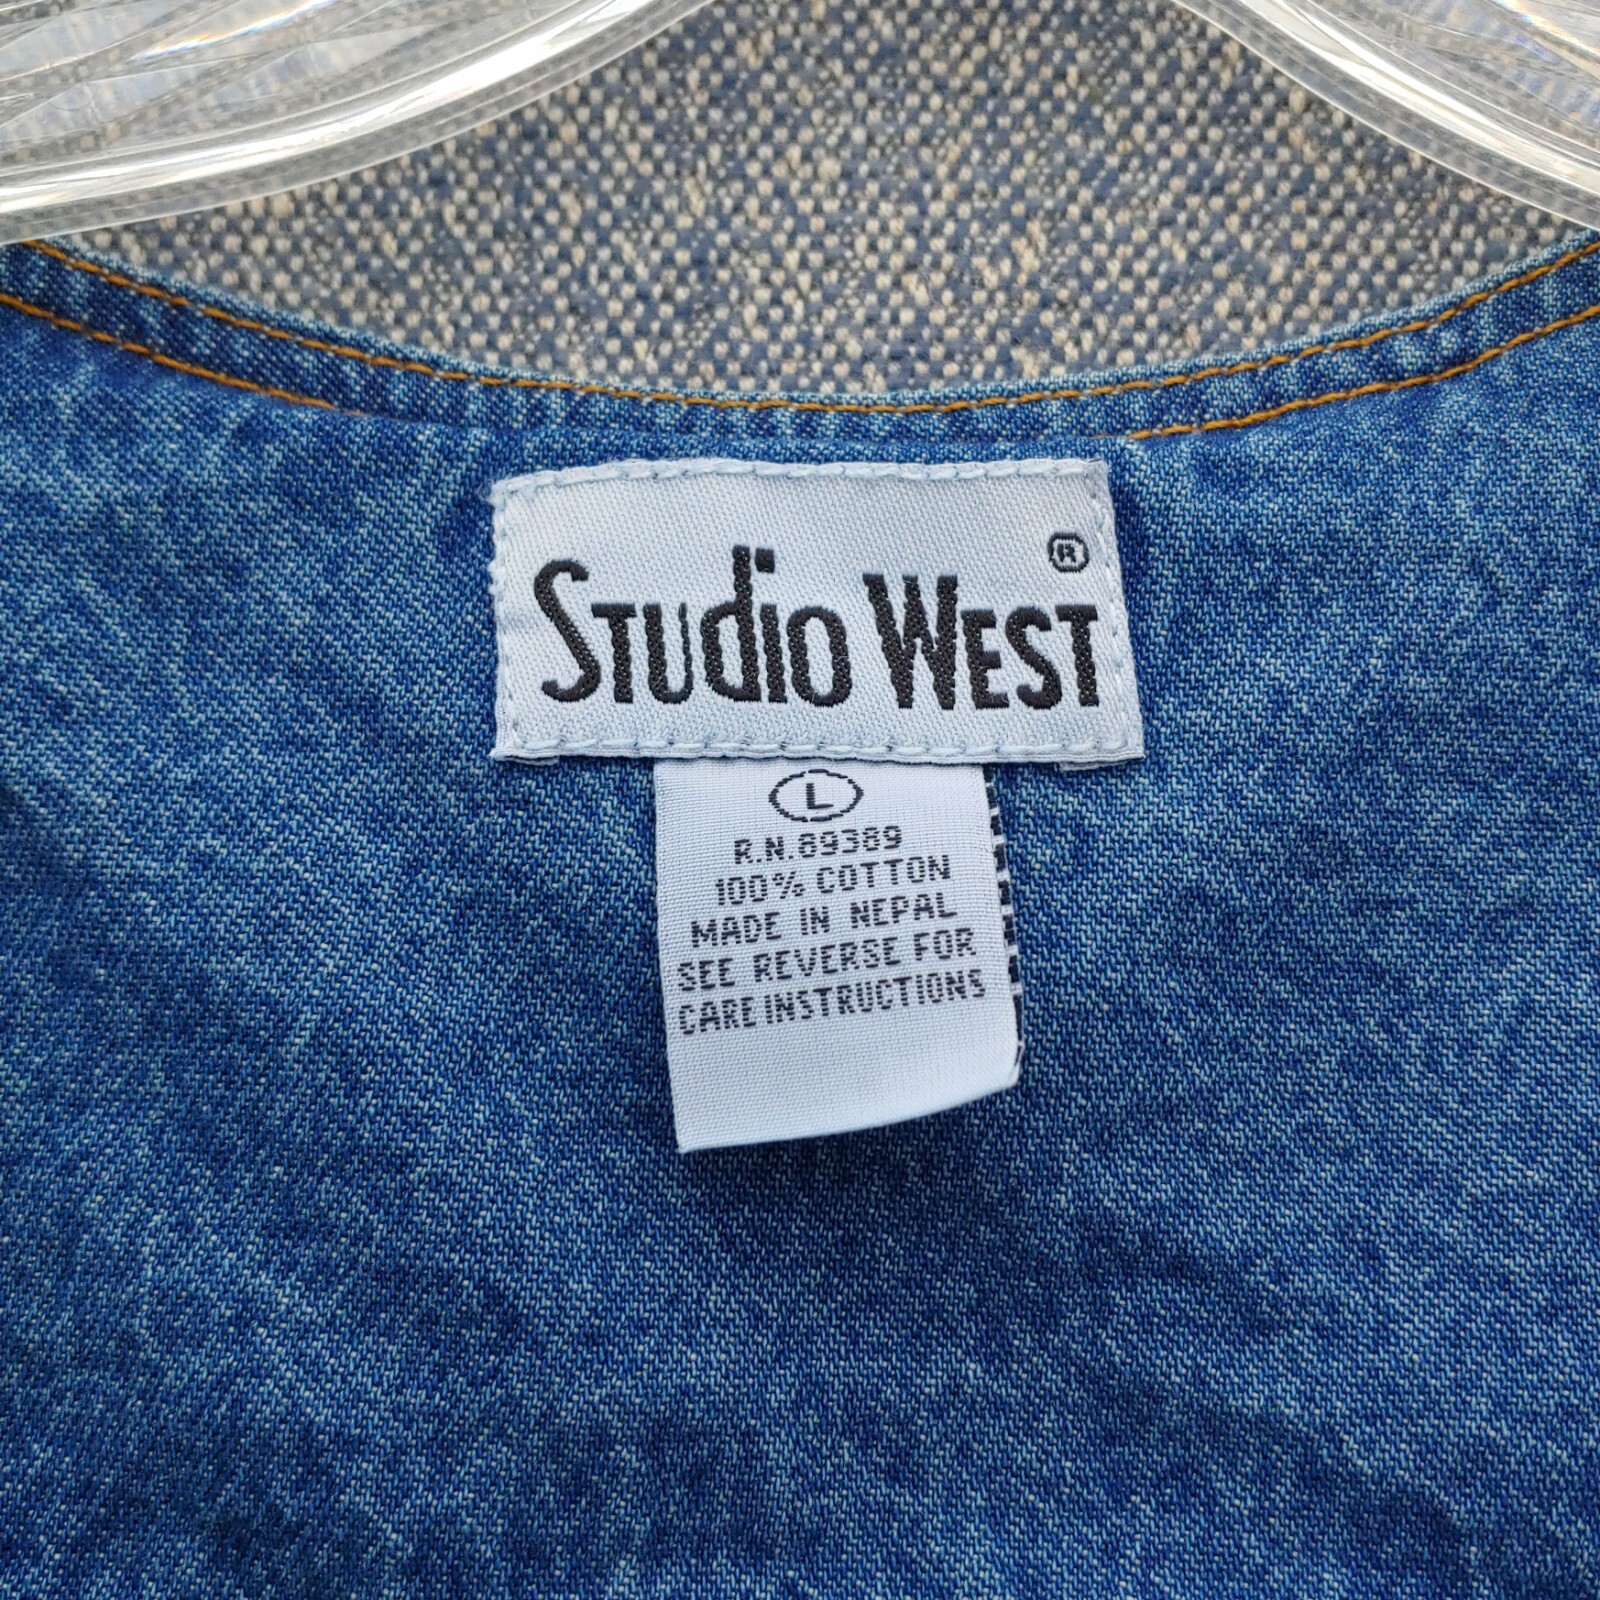 Studio West ®
L
R.N.89389
100% COTTON
MADE IN NEPAL
SEE REVERSE FOR
CARE INSTRUCTIONS